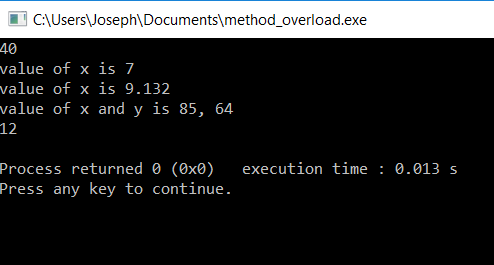 C:\Users\Joseph\Documents\method_overload.exe
40
value of x is 7
value of x is 9.132
value of x and y is 85, 64
12
Process returned 0 (0x0)   execution time : 0.013 s
Press any key to continue.